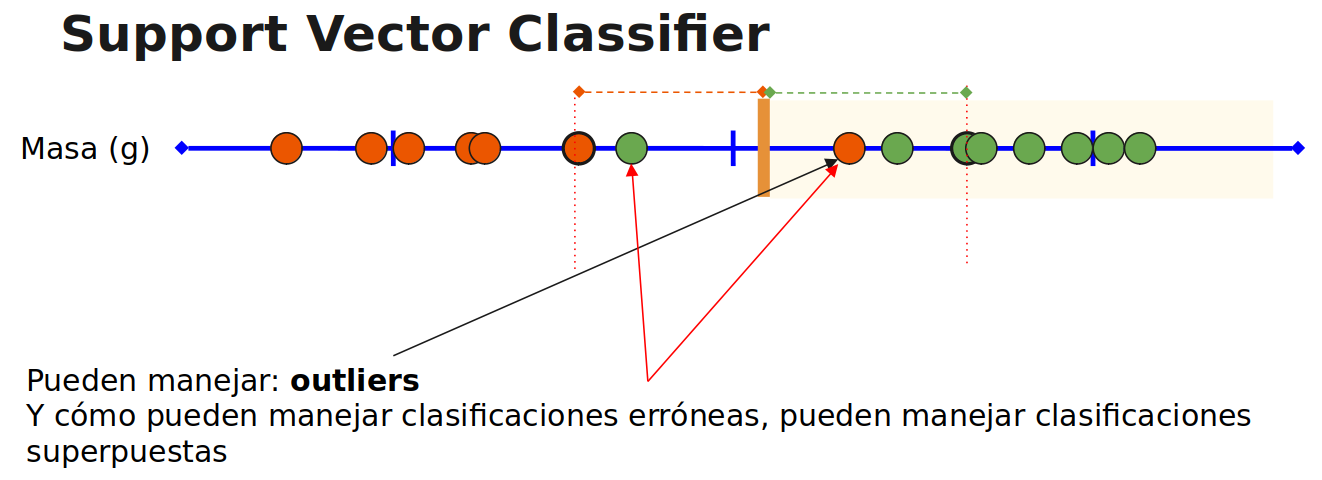 Support Vector Classifier
Masa (g)
Pueden manejar: outliers
Y cómo pueden manejar clasificaciones erróneas, pueden manejar clasificaciones
superpuestas